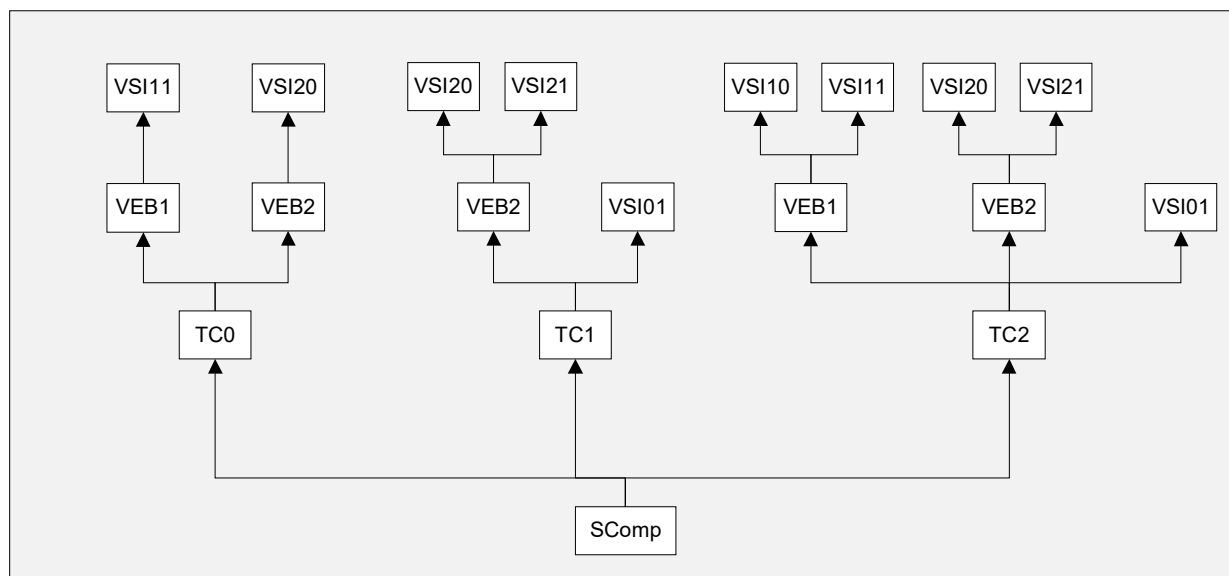 VSI11
VSI20
VSI20
VSI21
VSI10
VSI11
VSI20
VSI21
VEB1
VEB2
VEB2
VSI01
VEB1
VEB2
VSI01
TC0
TC1
TC2
SComp